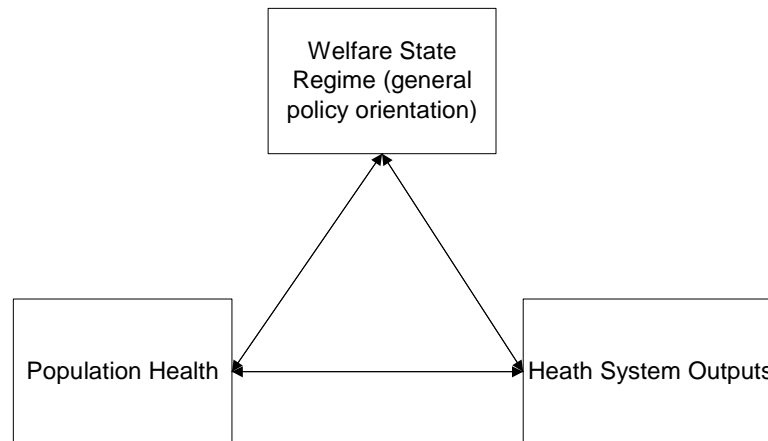 Welfare State
Regime (general
policy orientation)
Population Health
Heath System Outputs